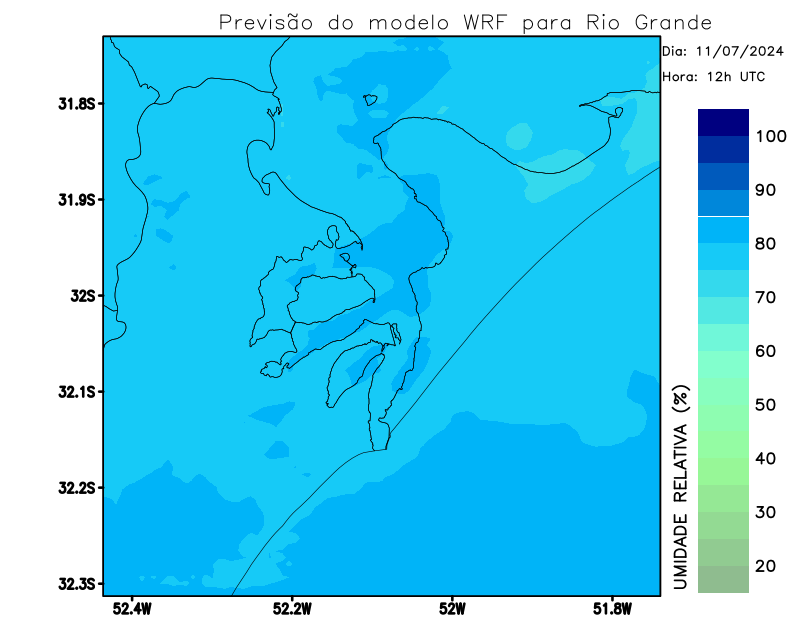 Previsão do modelo WRF para Rio Grande
Dia: 11/07/2024
Hora: 12h UTC
31.8S
31.9S
32S
32.1S
32.2S
32.3S
52.4W
52.2W
52W
51.8W
100
90
80
70
60
50
40
30
20
UMIDADE RELATIVA (%)